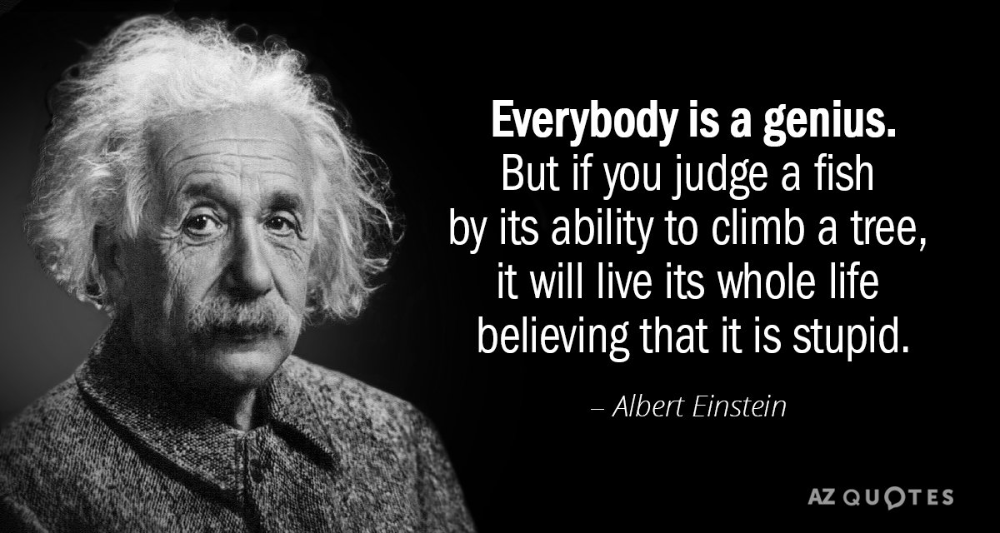 Everybody is a genius.
But if you judge a fish
by its ability to climb a tree,
it will live its whole life
believing that it is stupid.
– Albert Einstein
AZ QUOTES